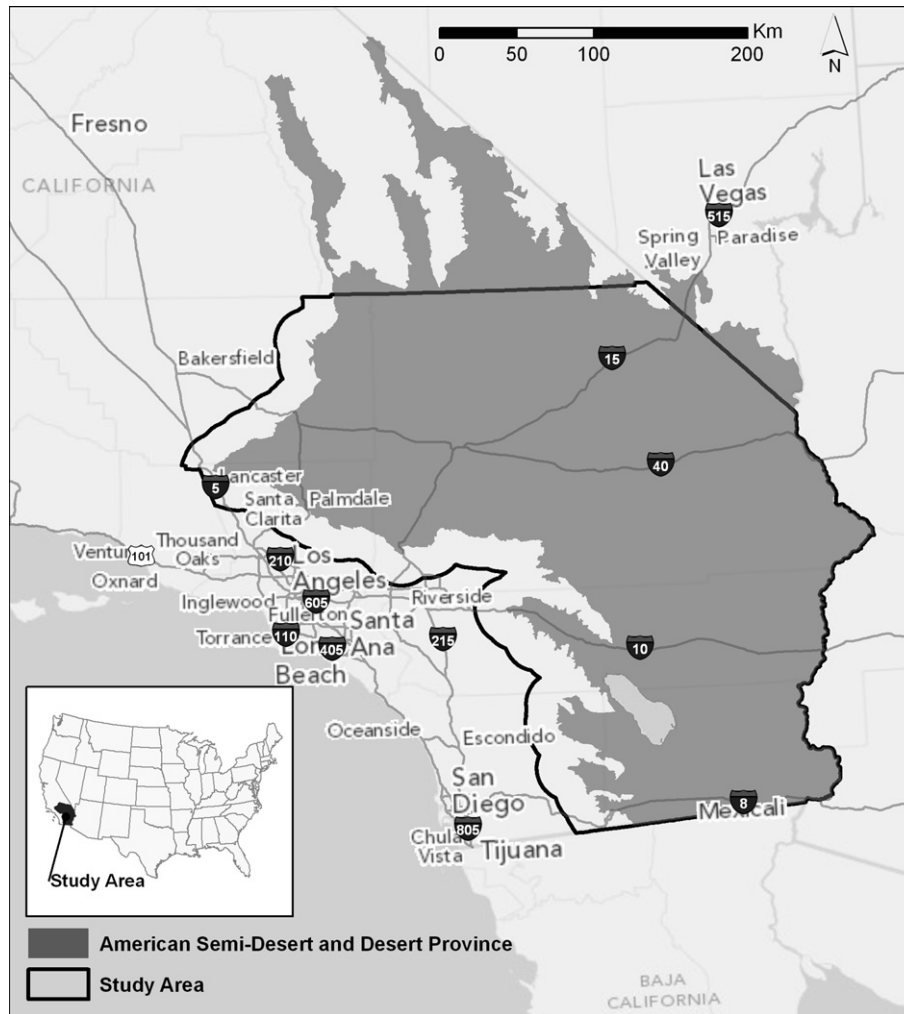 Km
0 50 100 200
N
Fresno
CALIFORNIA
Las
Vegas
515
Spring
Valley
Paradise
Bakersfield
15
40
Lancaster
5
Santa
Clarita
Palmdale
Thousand
Oaks
Ventura
101
Oxnard
210
Los
Angeles
Inglewood
605
Riverside
Fullerton
Torrance
110
Santa
Ana
Long
405
Beach
215
10
Oceanside
Escondido
San
Diego
805
Chula
Vista
Tijuana
8
Mexicali
Study Area
American Semi-Desert and Desert Province
Study Area
BAJA
CALIFORNIA